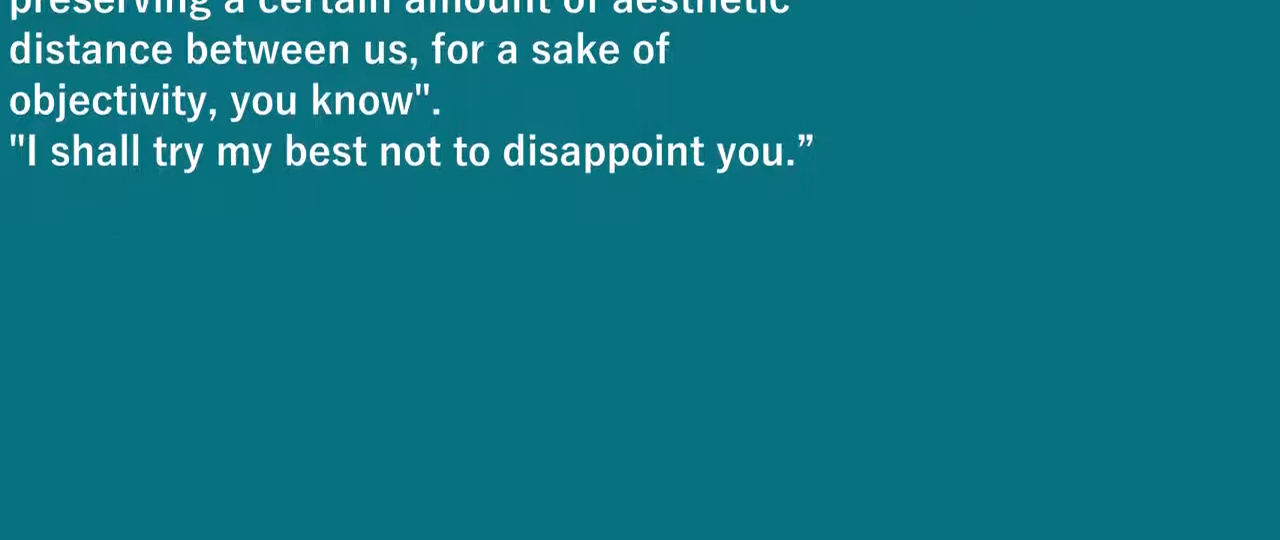 preserving a certain amount of aesthetic
distance between us, for a sake of
objectivity, you know".
"I shall try my best not to disappoint you.”